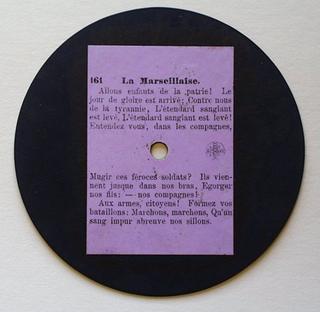 461 La Marseillaise.
Allons enfants de la patrie! Le
jour de gloire est arrivé; Contre nous
de la tyrannie, L'étendard sanglant
est levé, L'étendard sanglant est levé!
Entendez vous, dans les compagnes,
Mugir ces féroces soldats? Ils vien-
nent jusque dans nos bras, Egorger
nos fils: — nos compagnes!
Aux armes, citoyens! Formez vos
bataillons: Marchons, marchons, Qu'un
sang impur abreuve nos sillons.